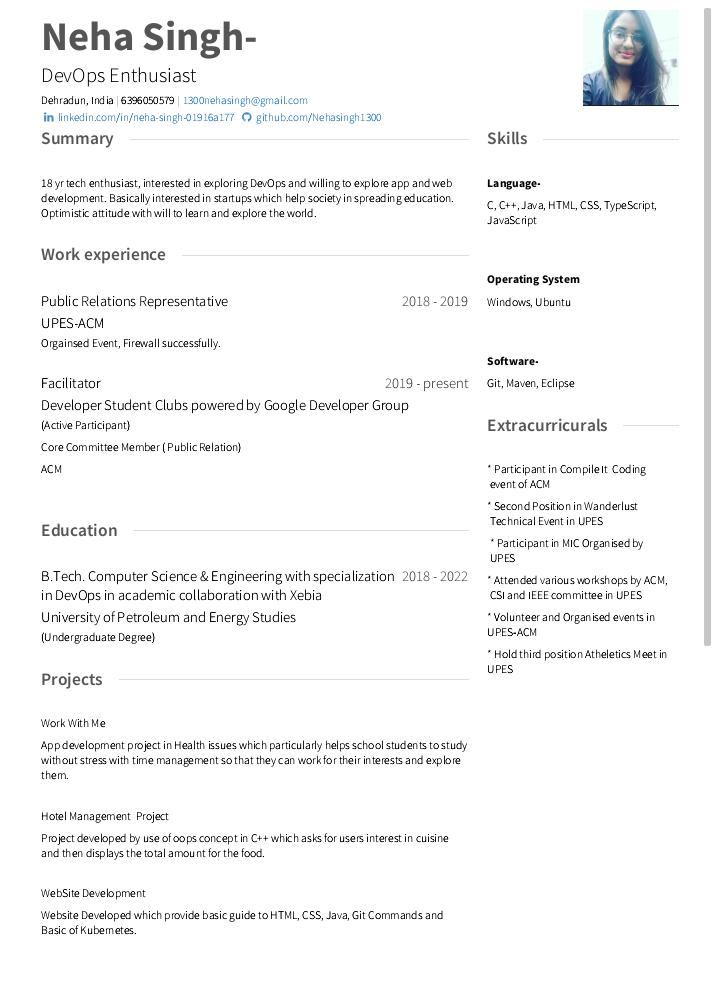 Neha Singh-
DevOps Enthusiast
Dehradun, India | 6396050579 | 1300nehasingh@gmail.com
linkedin.com/in/neha-singh-01916a177 github.com/Nehasingh1300
Summary
18 yr tech enthusiast, interested in exploring DevOps and willing to explore app and web
development. Basically interested in startups which help society in spreading education.
Optimistic attitude with will to learn and explore the world.
Work experience
Public Relations Representative 2018 - 2019
UPES-ACM
Orgainsed Event, Firewall successfully.
Facilitator 2019 - present
Developer Student Clubs powered by Google Developer Group
(Active Participant)
Core Committee Member ( Public Relation)
ACM
Education
B.Tech. Computer Science & Engineering with specialization 2018 - 2022
in DevOps in academic collaboration with Xebia
University of Petroleum and Energy Studies
(Undergraduate Degree)
Projects
Work With Me
App development project in Health issues which particularly helps school students to study
without stress with time management so that they can work for their interests and explore
them.
Hotel Management Project
Project developed by use of oops concept in C++ which asks for users interest in cuisine
and then displays the total amount for the food.
WebSite Development
Website Developed which provide basic guide to HTML, CSS, Java, Git Commands and
Basic of Kubernetes.
Skills
Language-
C, C++, Java, HTML, CSS, TypeScript,
JavaScript
Operating System
Windows, Ubuntu
Software-
Git, Maven, Eclipse
Extracurricurals
* Participant in Compile It Coding
event of ACM
* Second Position in Wanderlust
Technical Event in UPES
* Participant in MIC Organised by
UPES
* Attended various workshops by ACM,
CSI and IEEE committee in UPES
* Volunteer and Organised events in
UPES-ACM
* Hold third position Atheletics Meet in
UPES